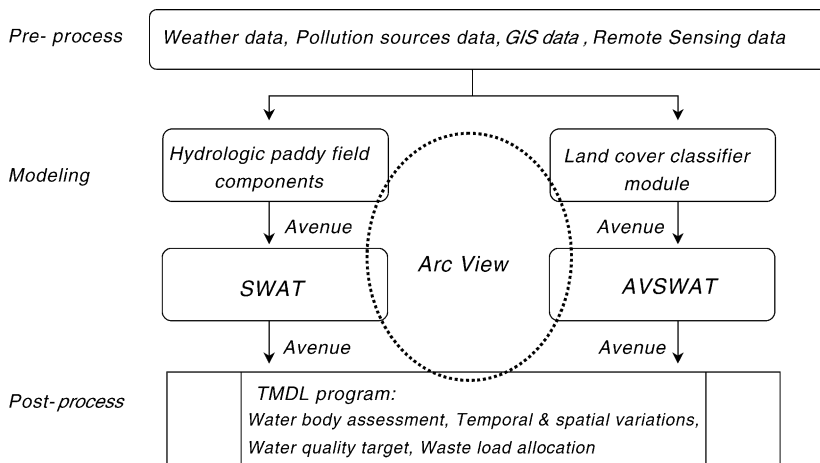 Pre- process
Weather data, Pollution sources data, GIS data , Remote Sensing data
Modeling
Hydrologic paddy field
components
Land cover classifier
module
Avenue
Avenue
Arc View
SWAT
AVSWAT
Avenue
Avenue
Post-process
TMDL program:
Water body assessment, Temporal & spatial variations,
Water quality target, Waste load allocation